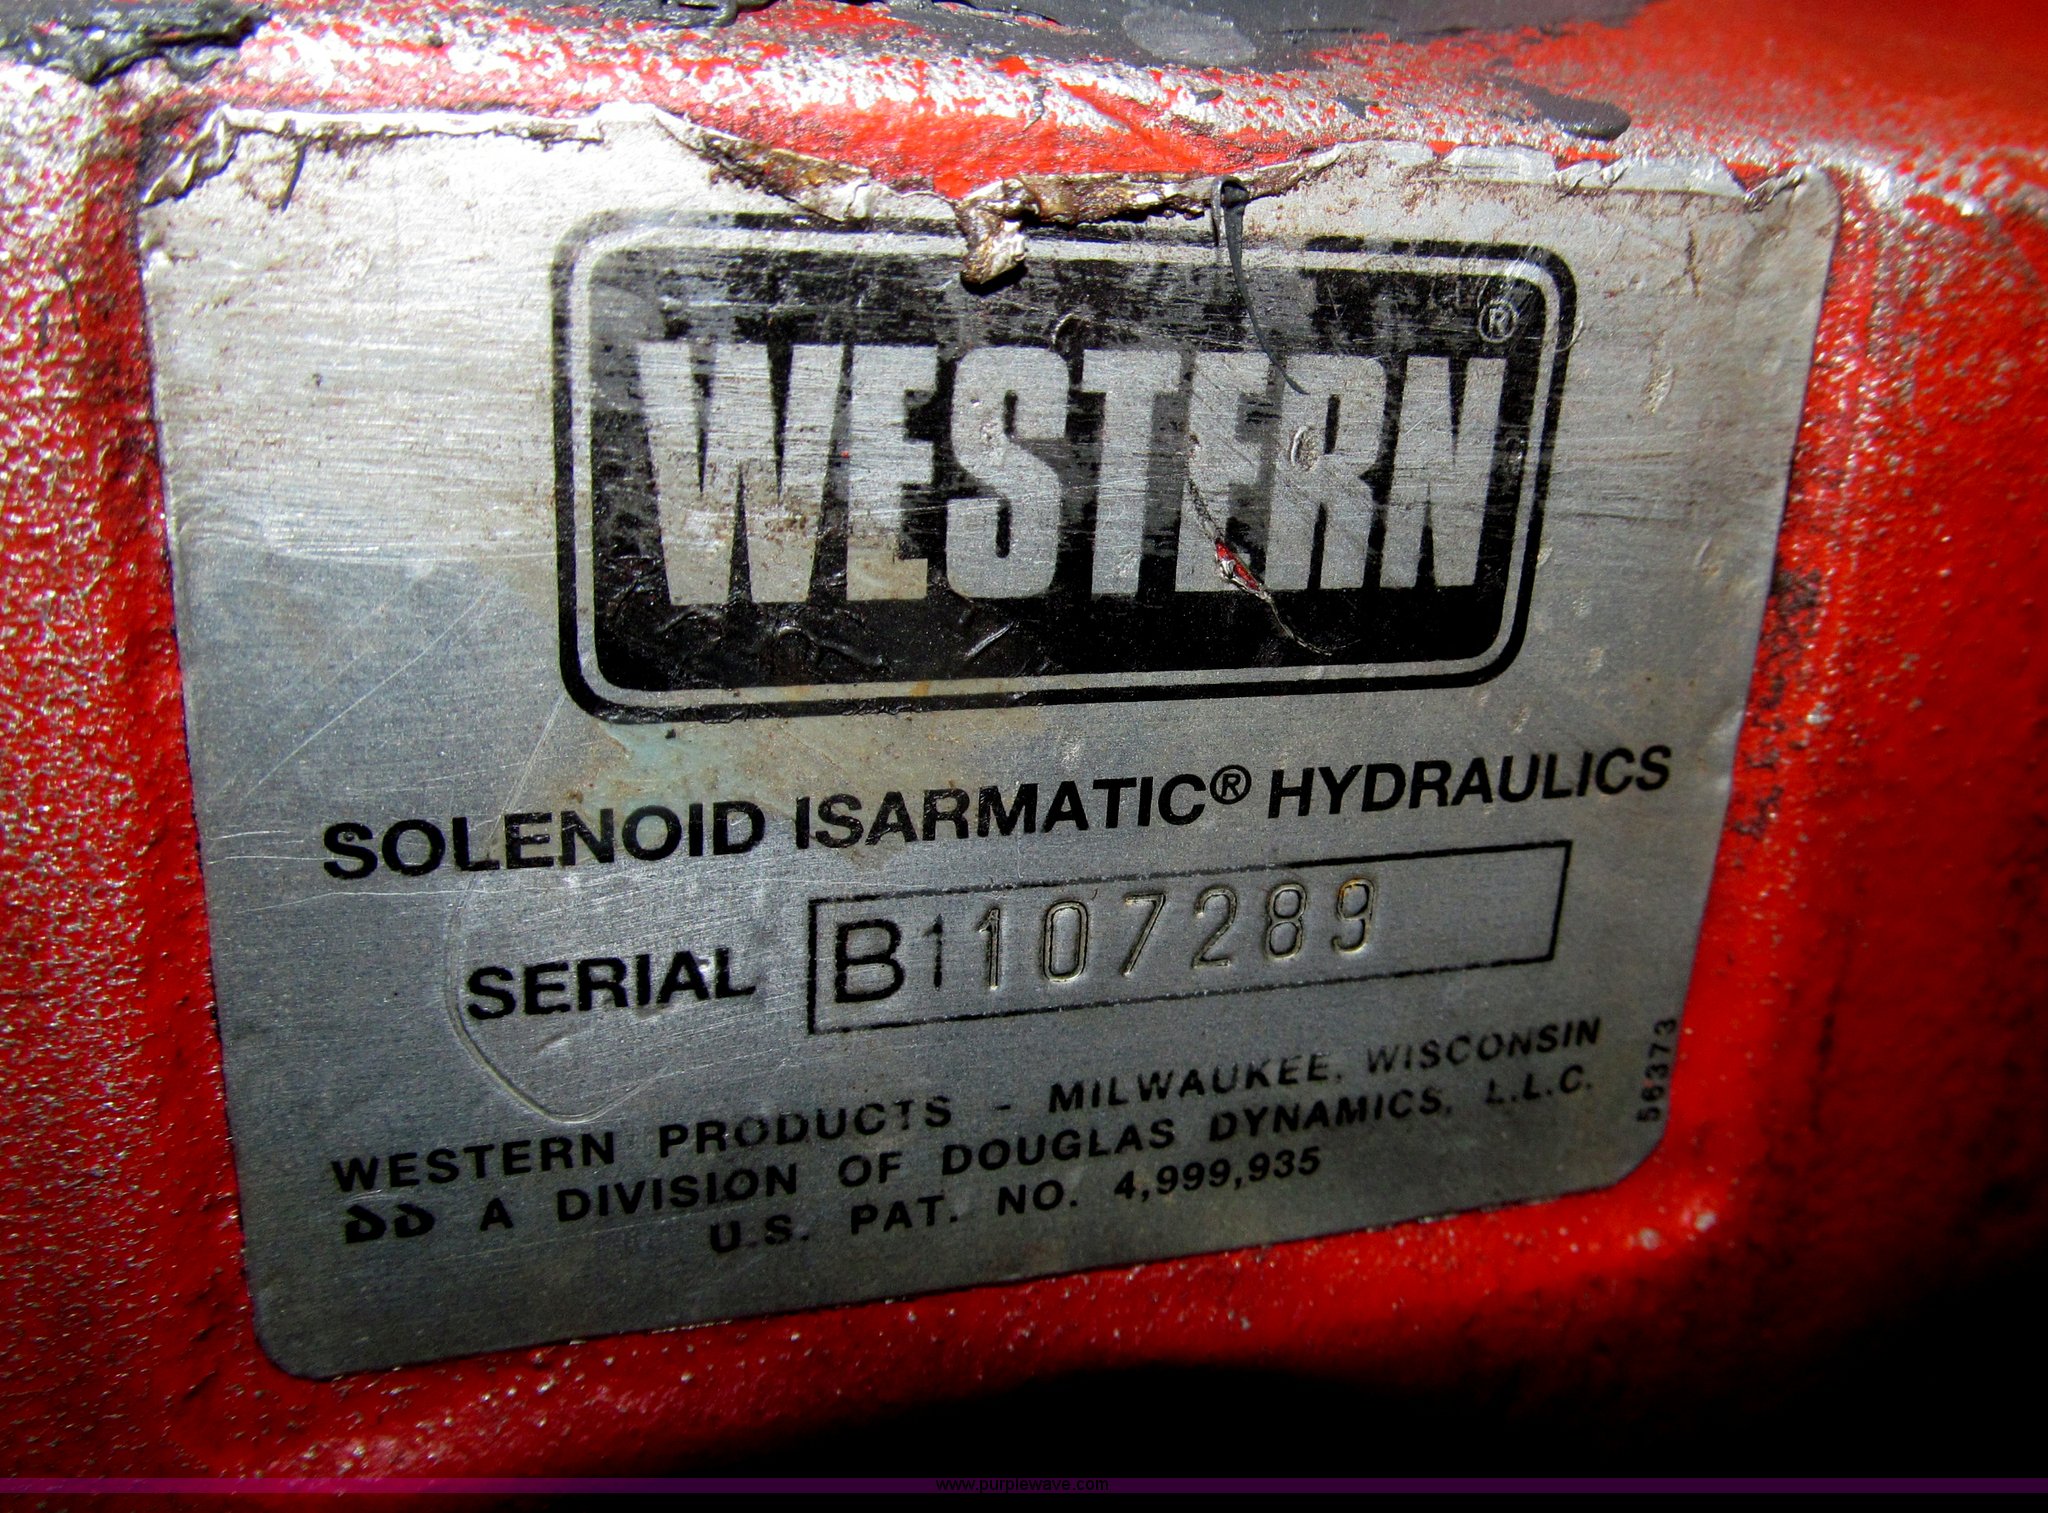 WESTERN®
SOLENOID ISARMATIC® HYDRAULICS
SERIAL B1107289
WESTERN PRODUCTS - MILWAUKEE, WISCONSIN
A DIVISION OF DOUGLAS DYNAMICS, L.L.C.
U.S. PAT. NO. 4,999,935
56373
www.purplewave.com